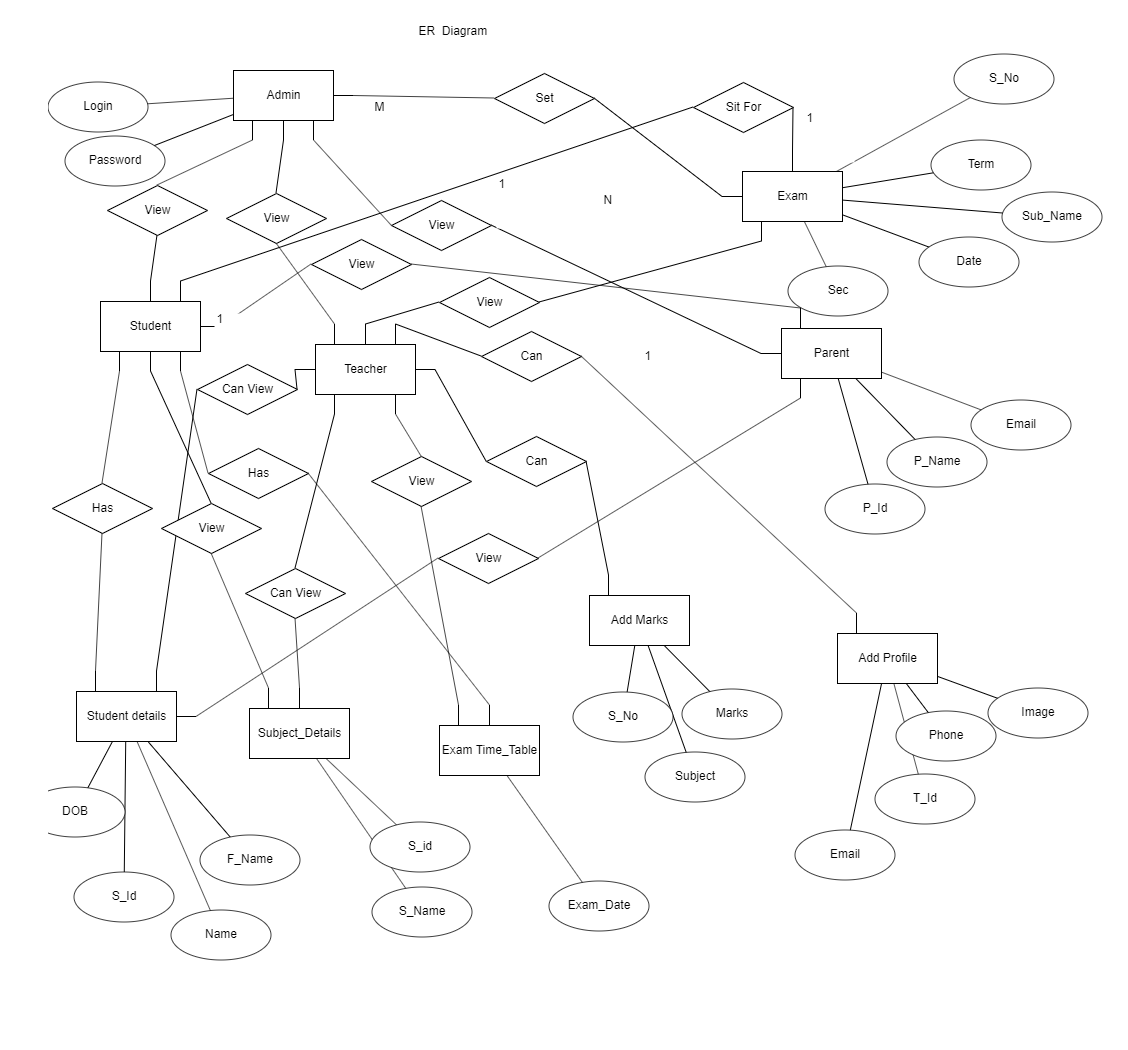 ER Diagram
S_No
Admin
Login
M
Set
Sit For
1
Password
Term
1
View
View
N
Exam
Sub_Name
View
Date
View
Sec
1
Student
View
Can
1
Parent
Teacher
Can View
Email
Has
View
Can
P_Name
Has
View
P_Id
View
Can View
Add Marks
Add Profile
Student details
Subject_Details
Exam Time_Table
S_No
Marks
Image
Phone
Subject
T_Id
DOB
S_id
Email
F_Name
S_Id
S_Name
Exam_Date
Name